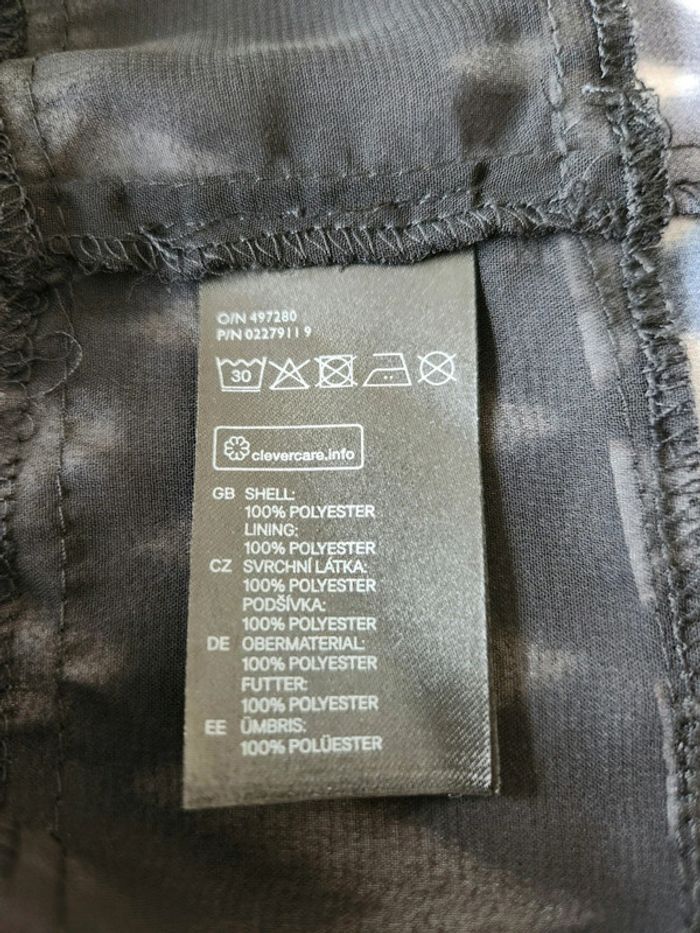 O/N 497280
P/N 0227911 9
30
clevercare.info
GB SHELL:
100% POLYESTER
LINING:
100% POLYESTER
CZ SVRCHNÍ LÁTKA:
100% POLYESTER
PODŠÍVKA:
100% POLYESTER
DE OBERMATERIAL:
100% POLYESTER
FUTTER:
100% POLYESTER
EE ÜMBRIS:
100% POLÜESTER